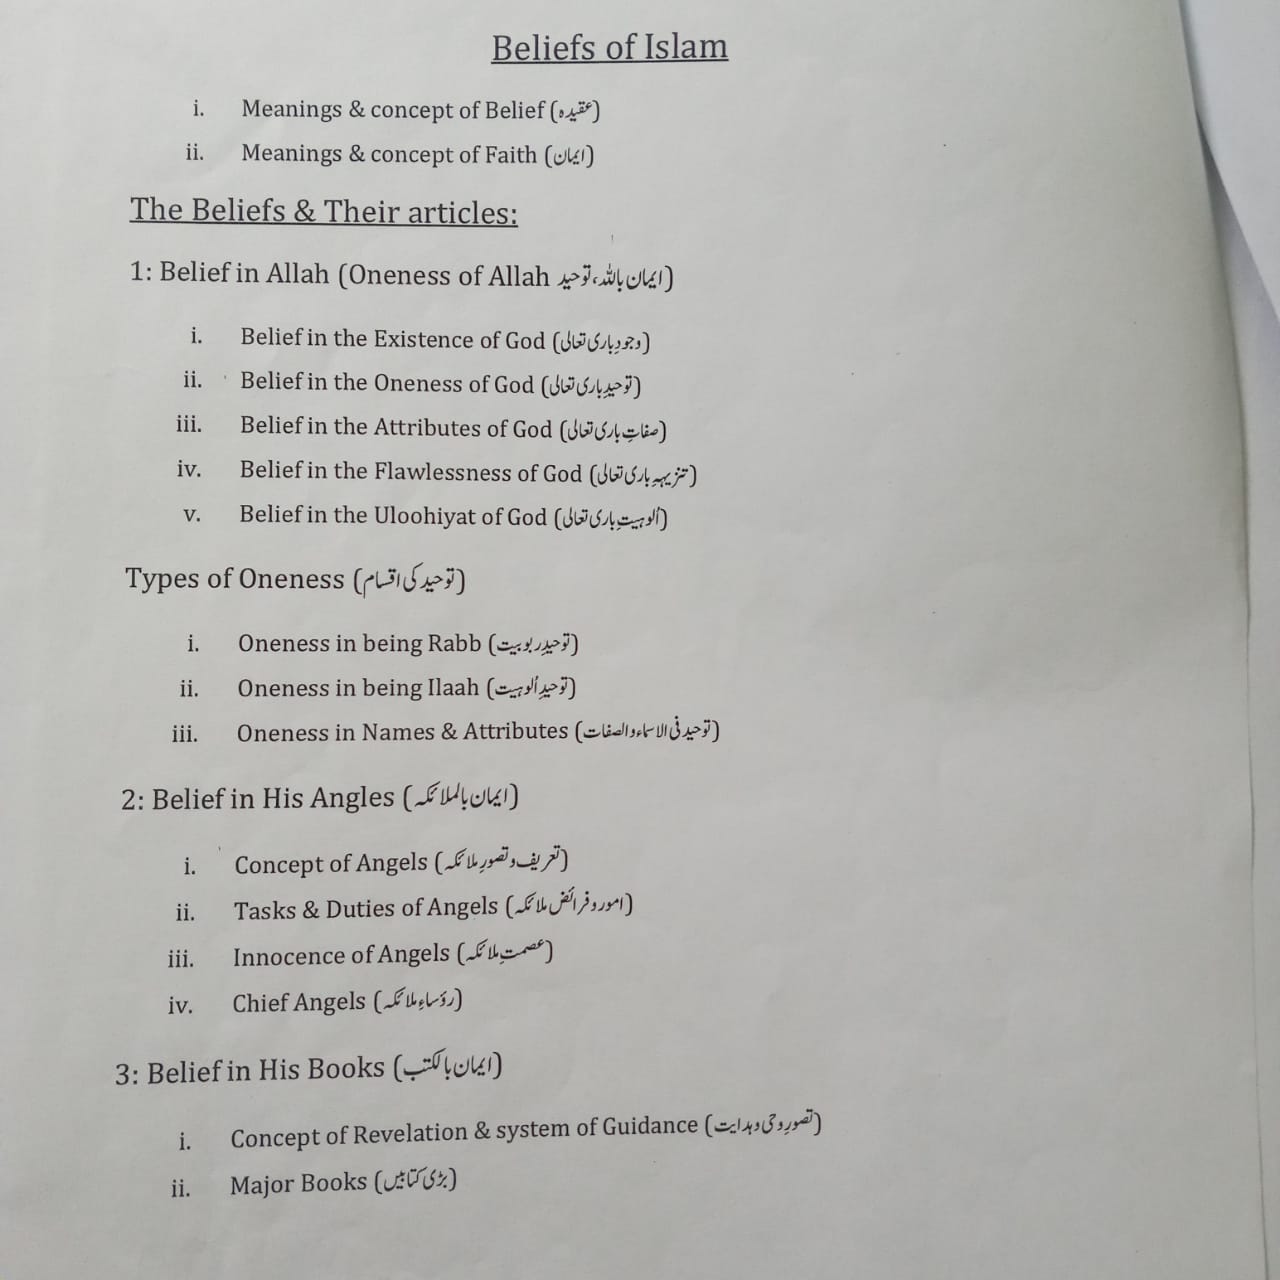 Beliefs of Islam
i. Meanings & concept of Belief (عقیدہ)
ii. Meanings & concept of Faith (ایمان)
The Beliefs & Their articles:
1: Belief in Allah (Oneness of Allah ایمان باللہ، توحید)
i. Belief in the Existence of God (وجودِ باری تعالی)
ii. Belief in the Oneness of God (توحیدِ باری تعالی)
iii. Belief in the Attributes of God (صفاتِ باری تعالی)
iv. Belief in the Flawlessness of God (تنزیہہِ باری تعالی)
v. Belief in the Uloohiyat of God (اُلوہیتِ باری تعالی)
Types of Oneness (توحید کی اقسام)
i. Oneness in being Rabb (توحیدِ ربوبیت)
ii. Oneness in being Ilaah (توحیدِ اُلوہیت)
iii. Oneness in Names & Attributes (توحید فی الاسماء والصفات)
2: Belief in His Angles (ایمان بالملائکہ)
i. Concept of Angels (تعریف و تصورِ ملائکہ)
ii. Tasks & Duties of Angels (امور و فرائض ملائکہ)
iii. Innocence of Angels (عصمتِ ملائکہ)
iv. Chief Angels (رؤساءِ ملائکہ)
3: Belief in His Books (ایمان بالکتب)
i. Concept of Revelation & system of Guidance (تصورِ وحی و ہدایت)
ii. Major Books (بڑی کتابیں)